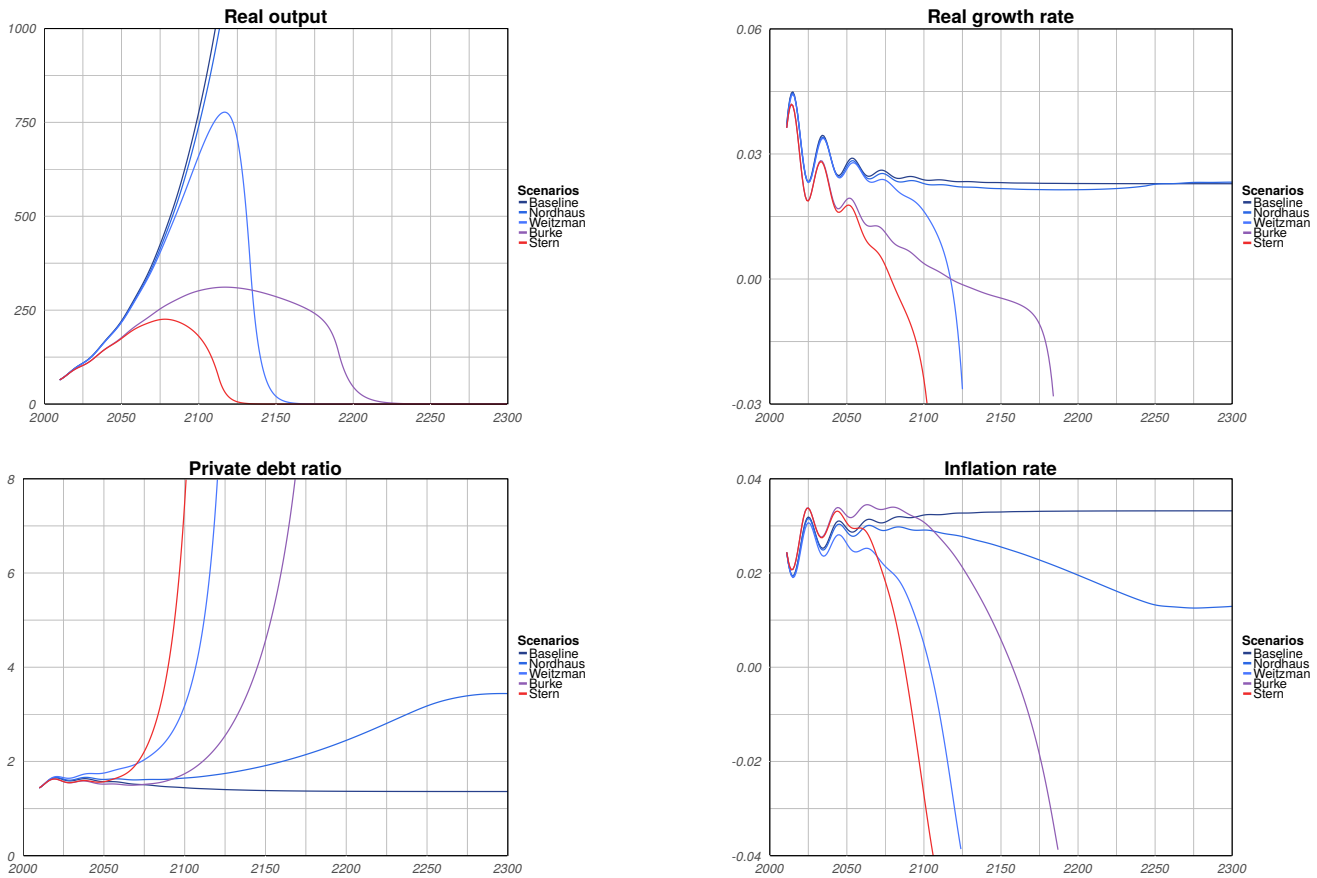 Real output
1000
750
500
250
0
2000 2050 2100 2150 2200 2250 2300
Scenarios
Baseline
Nordhaus
Weitzman
Burke
Stern
Real growth rate
0.06
0.03
0.00
-0.03
2000 2050 2100 2150 2200 2250 2300
Scenarios
Baseline
Nordhaus
Weitzman
Burke
Stern
Private debt ratio
8
6
4
2
0
2000 2050 2100 2150 2200 2250 2300
Scenarios
Baseline
Nordhaus
Weitzman
Burke
Stern
Inflation rate
0.04
0.02
0.00
-0.02
-0.04
2000 2050 2100 2150 2200 2250 2300
Scenarios
Baseline
Nordhaus
Weitzman
Burke
Stern